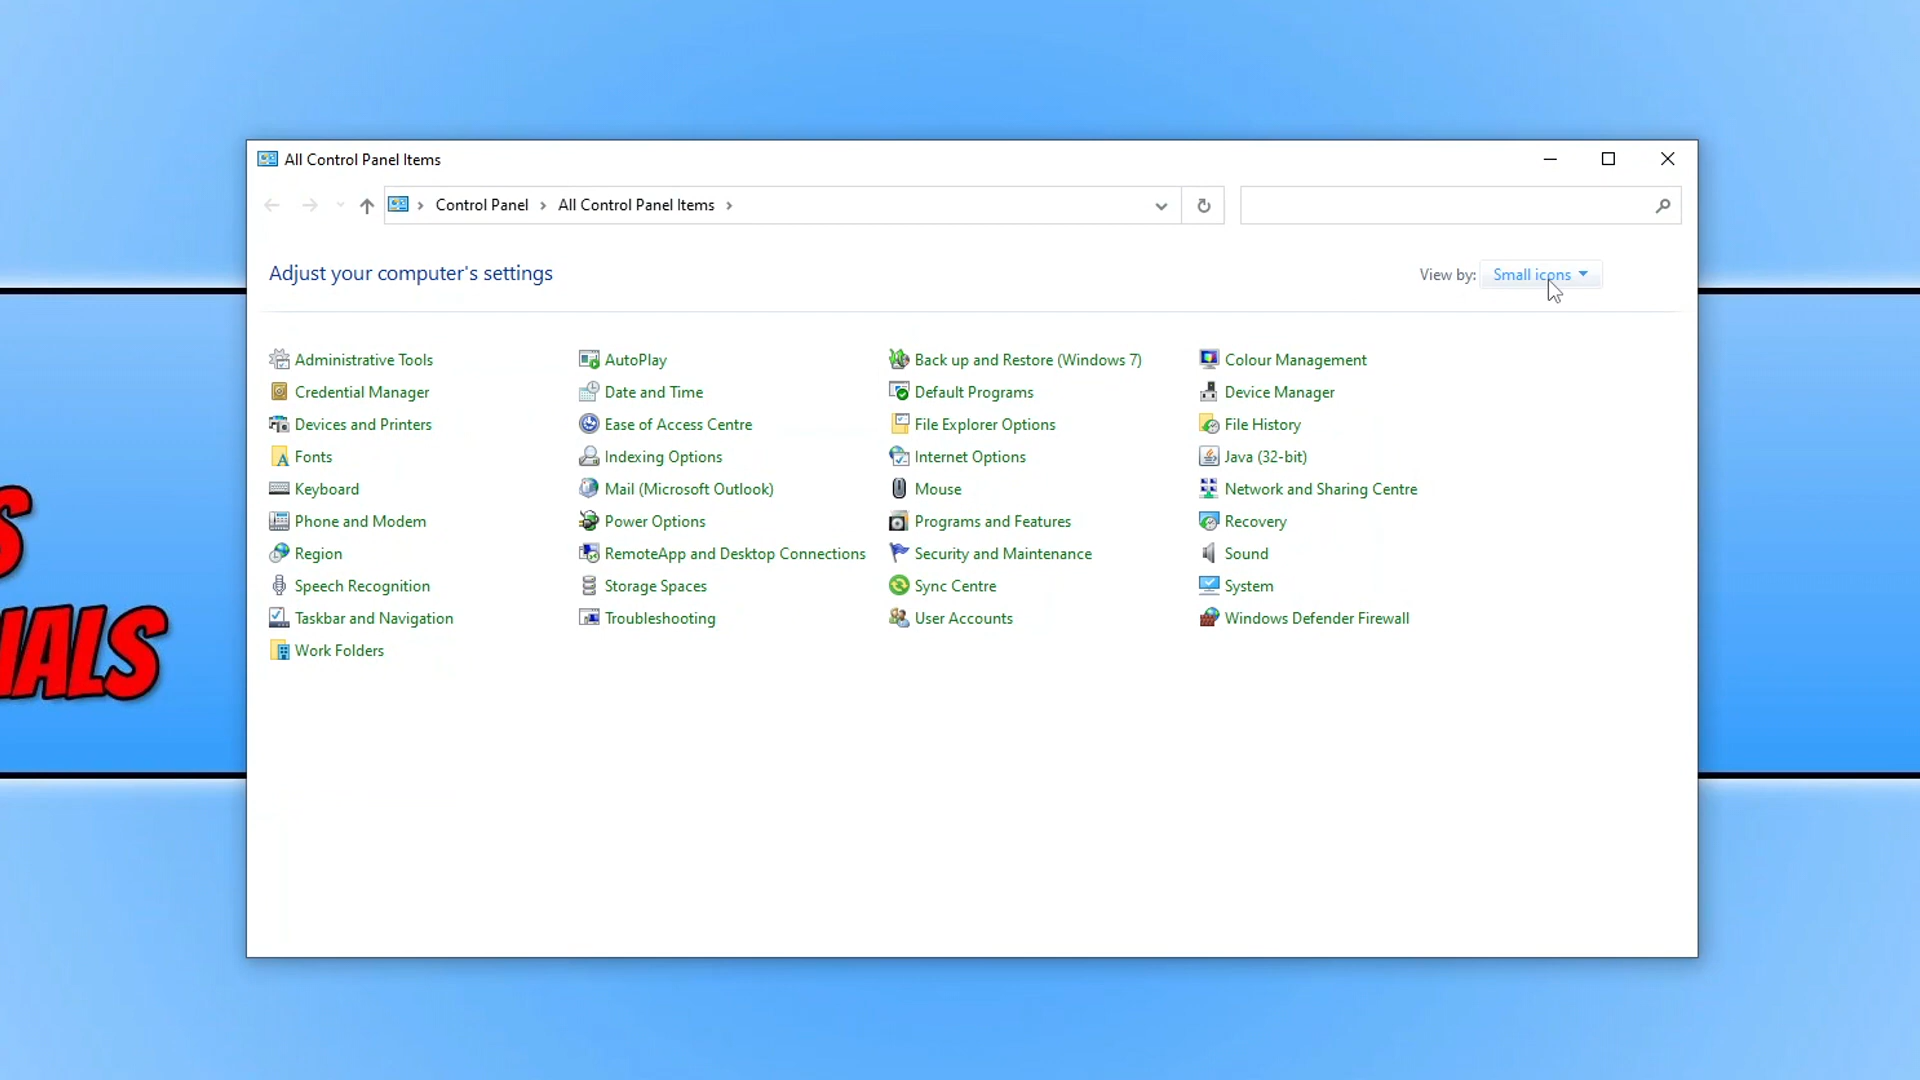 All Control Panel Items
Control Panel All Control Panel Items
Adjust your computer's settings
View by: Small icons
Administrative Tools
AutoPlay
Back up and Restore (Windows 7)
Colour Management
Credential Manager
Date and Time
Default Programs
Device Manager
Devices and Printers
Ease of Access Centre
File Explorer Options
File History
Fonts
Indexing Options
Internet Options
Java (32-bit)
Keyboard
Mail (Microsoft Outlook)
Mouse
Network and Sharing Centre
Phone and Modem
Power Options
Programs and Features
Recovery
Region
RemoteApp and Desktop Connections
Security and Maintenance
Sound
Speech Recognition
Storage Spaces
Sync Centre
System
Taskbar and Navigation
Troubleshooting
User Accounts
Windows Defender Firewall
Work Folders
S
IALS